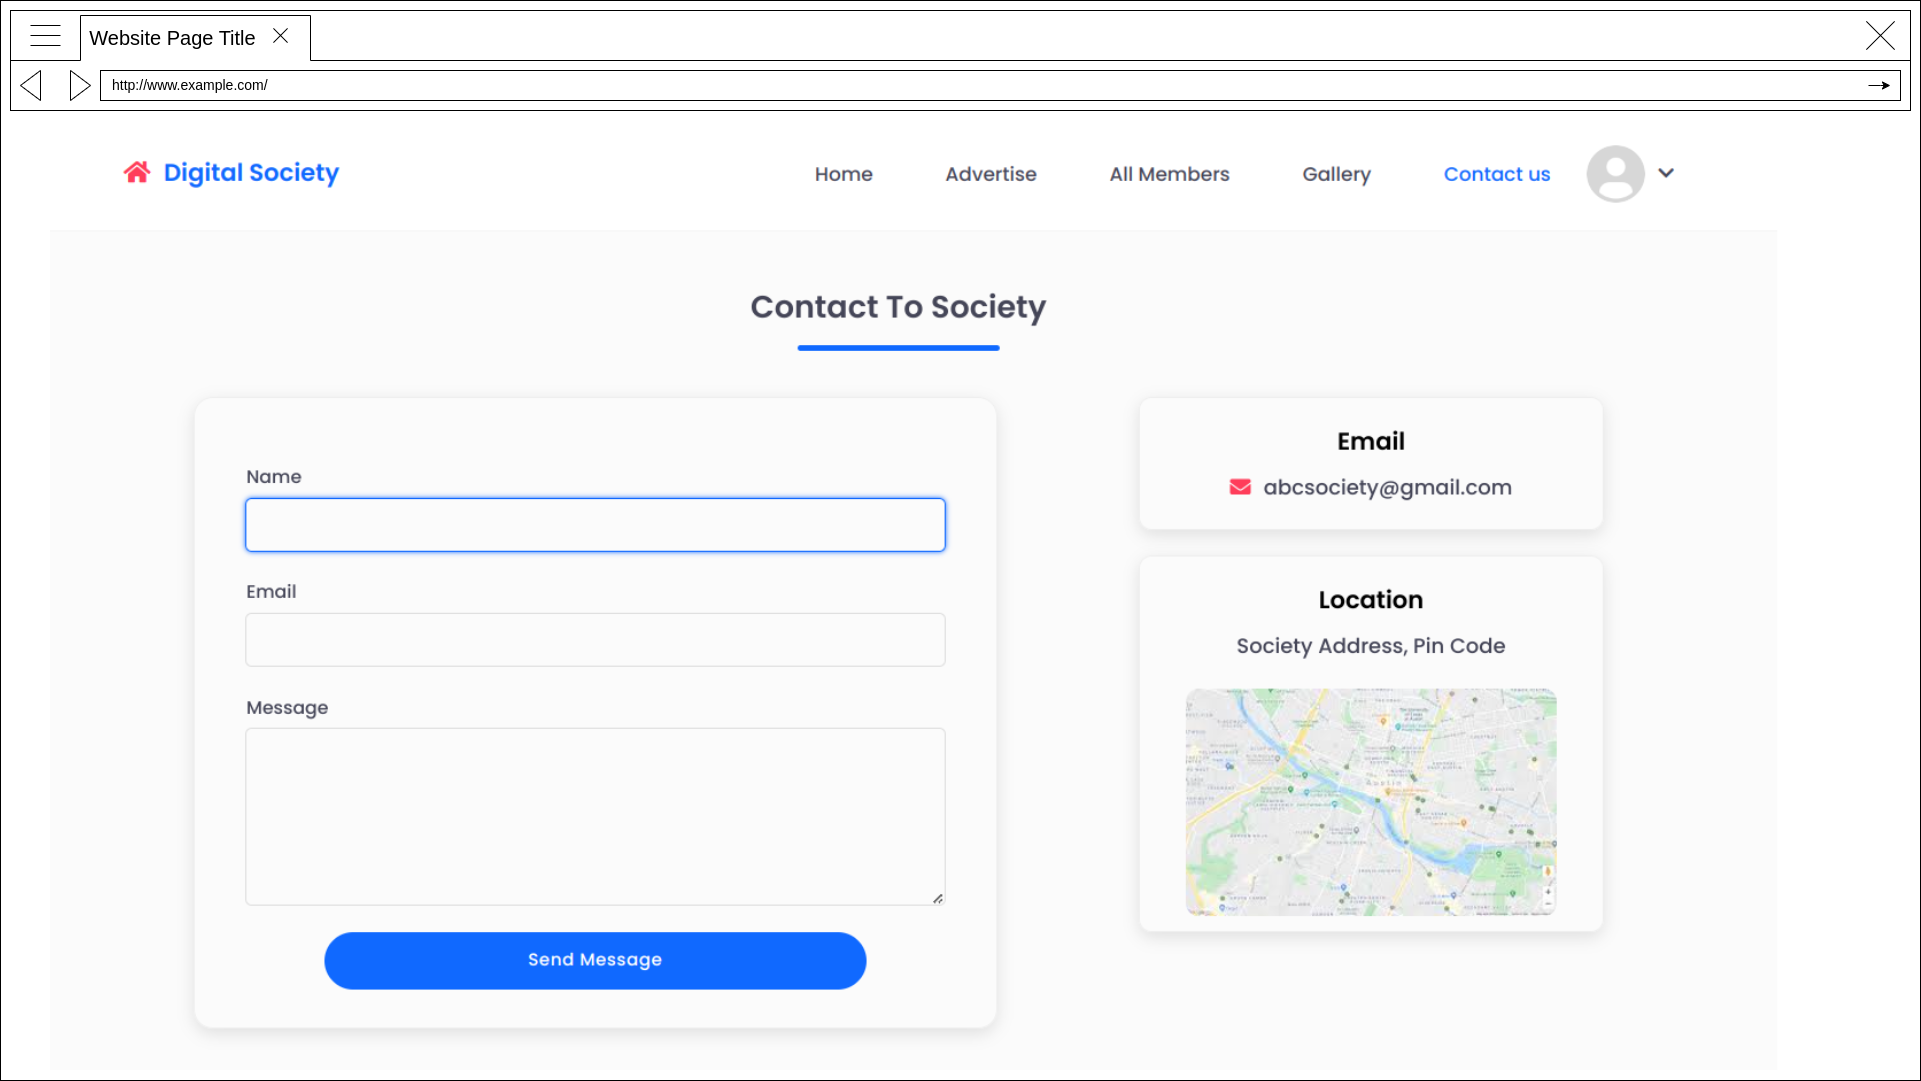 Website Page Title
http://www.example.com/
Digital Society
Home
Advertise
All Members
Gallery
Contact us
Contact To Society
Name
Email
Message
Send Message
Email
abcsociety@gmail.com
Location
Society Address, Pin Code
Austin